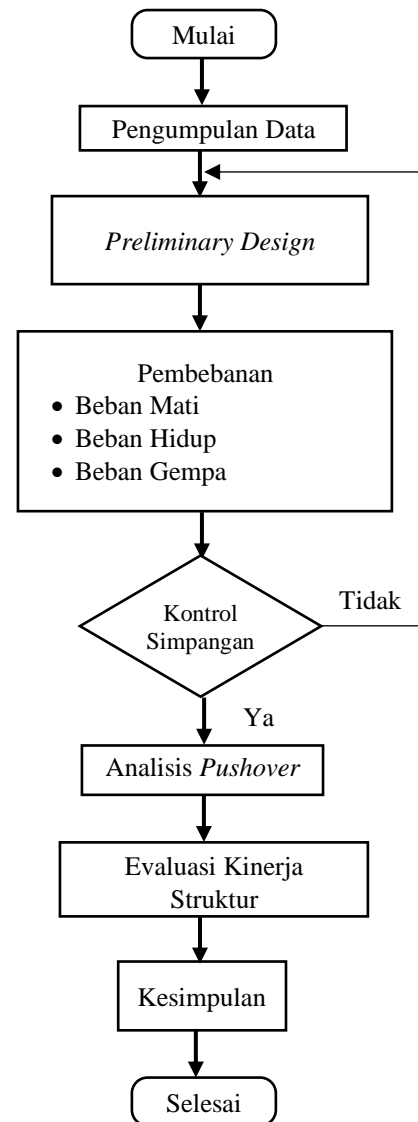 Mulai
Pengumpulan Data
Preliminary Design
Pembebanan
• Beban Mati
• Beban Hidup
• Beban Gempa
Kontrol
Simpangan
Tidak
Ya
Analisis Pushover
Evaluasi Kinerja
Struktur
Kesimpulan
Selesai